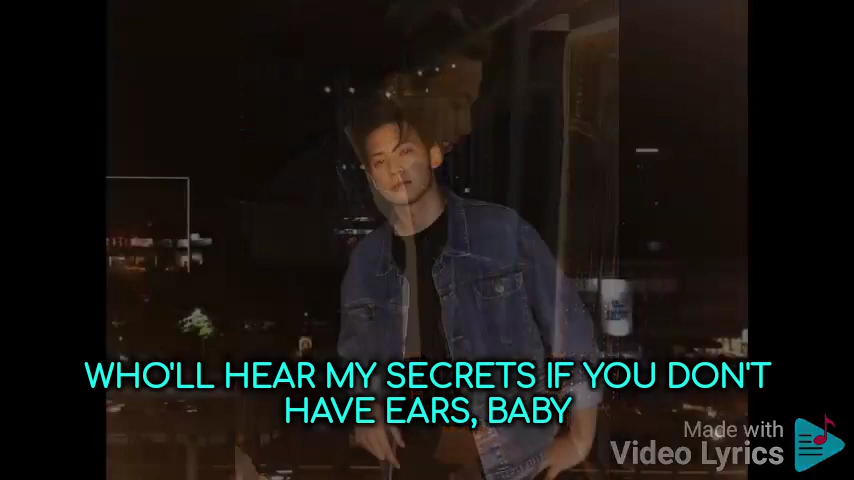 WHO'LL HEAR MY SECRETS IF YOU DON'T
HAVE EARS, BABY
Made with
Video Lyrics